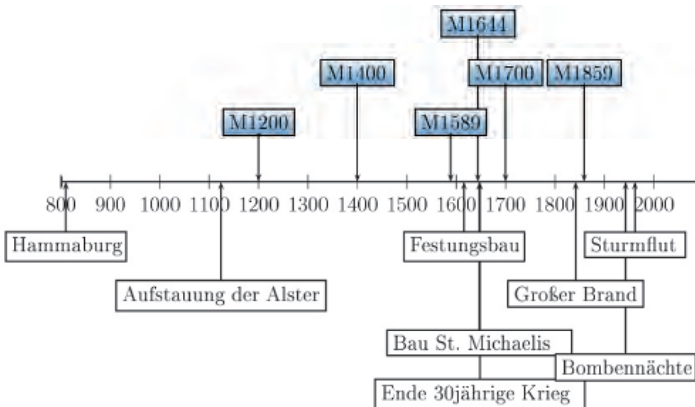 M1644
M1400 M1700 M1859
M1200 M1589
800 900 1000 1100 1200 1300 1400 1500 1600 1700 1800 1900 2000
Hammaburg Festungsbau Sturmflut
Aufstauung der Alster Großer Brand
Bau St. Michaelis
Bombennächte
Ende 30jährige Krieg